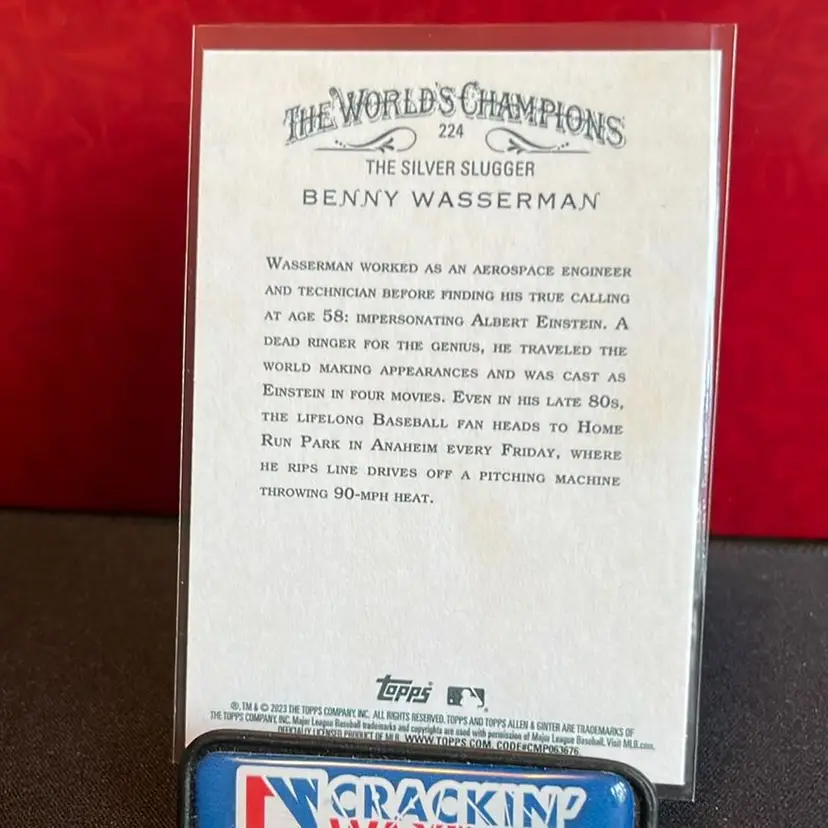 THE WORLD'S CHAMPIONS
224
THE SILVER SLUGGER
BENNY WASSERMAN
WASSERMAN WORKED AS AN AEROSPACE ENGINEER
AND TECHNICIAN BEFORE FINDING HIS TRUE CALLING
AT AGE 58: IMPERSONATING ALBERT EINSTEIN. A
DEAD RINGER FOR THE GENIUS, HE TRAVELED THE
WORLD MAKING APPEARANCES AND WAS CAST AS
EINSTEIN IN FOUR MOVIES. EVEN IN HIS LATE 80S,
THE LIFELONG BASEBALL FAN HEADS TO HOME
RUN PARK IN ANAHEIM EVERY FRIDAY, WHERE
HE RIPS LINE DRIVES OFF A PITCHING MACHINE
THROWING 90-MPH HEAT.
Topps
®, TM & © 2023 THE TOPPS COMPANY, INC. ALL RIGHTS RESERVED. TOPPS AND TOPPS ALLEN & GINTER ARE TRADEMARKS OF
THE TOPPS COMPANY, INC. Major League Baseball trademarks and copyrights are used with permission of Major League Baseball. Visit MLB.com.
OFFICIALLY LICENSED PRODUCT OF MLB. WWW.TOPPS.COM. CODE#CMP063676
CRACKIN'